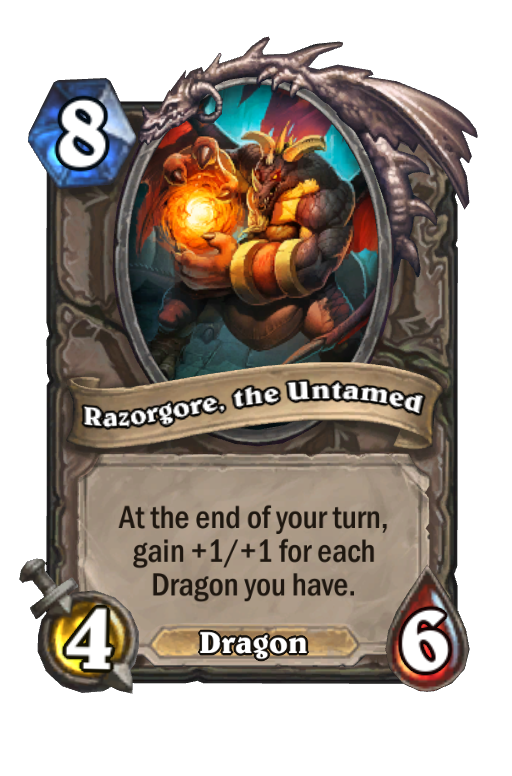 8
Razorgore, the Untamed
At the end of your turn,
gain +1/+1 for each
Dragon you have.
4
Dragon
6